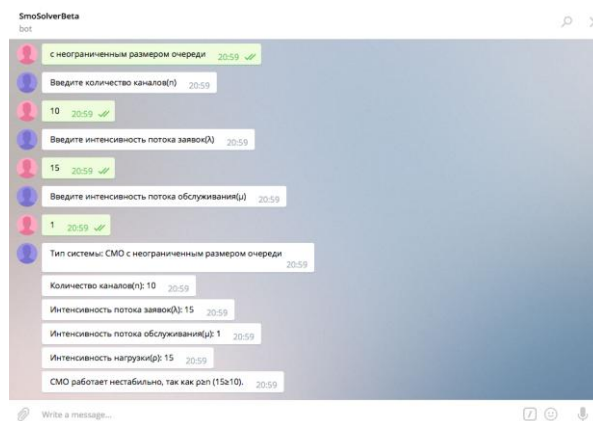 SmoSolverBeta
bot
с неограниченным размером очереди 20:59
Введите количество каналов(n) 20:59
10 20:59
Введите интенсивность потока заявок(λ) 20:59
15 20:59
Введите интенсивность потока обслуживания(μ) 20:59
1 20:59
Тип системы: СМО с неограниченным размером очереди
20:59
Количество каналов(n): 10 20:59
Интенсивность потока заявок(λ): 15 20:59
Интенсивность потока обслуживания(μ): 1 20:59
Интенсивность нагрузки(ρ): 15 20:59
СМО работает нестабильно, так как ρ≥n (15≥10). 20:59
Write a message...